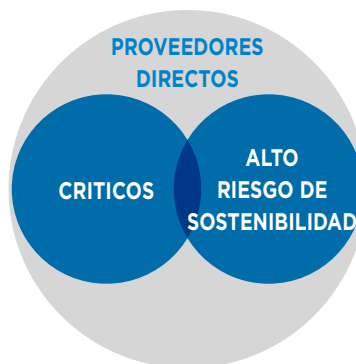 PROVEEDORES
DIRECTOS
CRITICOS
ALTO
RIESGO DE
SOSTENIBILIDAD